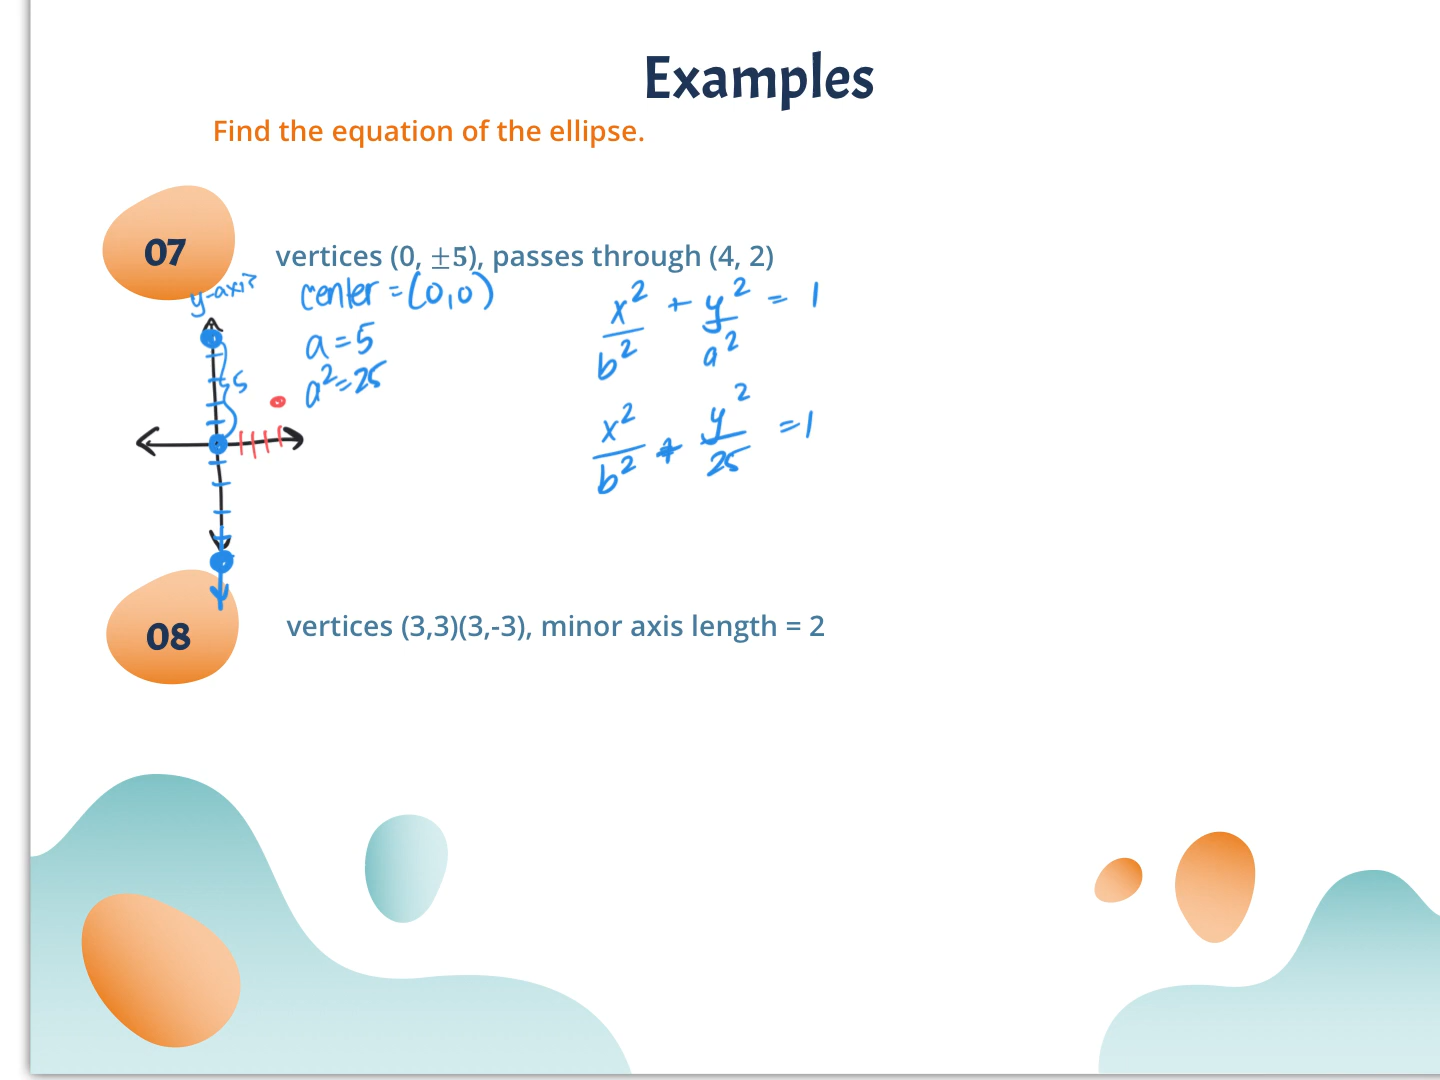 Examples
Find the equation of the ellipse.
07
vertices (0, ±5), passes through (4, 2)
y-axis
center = (0,0)
a = 5
a² = 25
5
x²/b² + y²/a² = 1
x²/b² + y²/25 = 1
08
vertices (3,3)(3,-3), minor axis length = 2